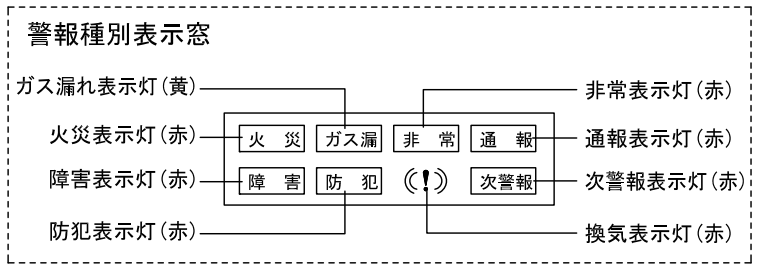 警報種別表示窓
ガス漏れ表示灯(黄)
非常表示灯(赤)
火災表示灯(赤)
火 災
ガス漏
非 常
通 報
通報表示灯(赤)
障害表示灯(赤)
障 害
防 犯
((!))
次警報
次警報表示灯(赤)
防犯表示灯(赤)
換気表示灯(赤)